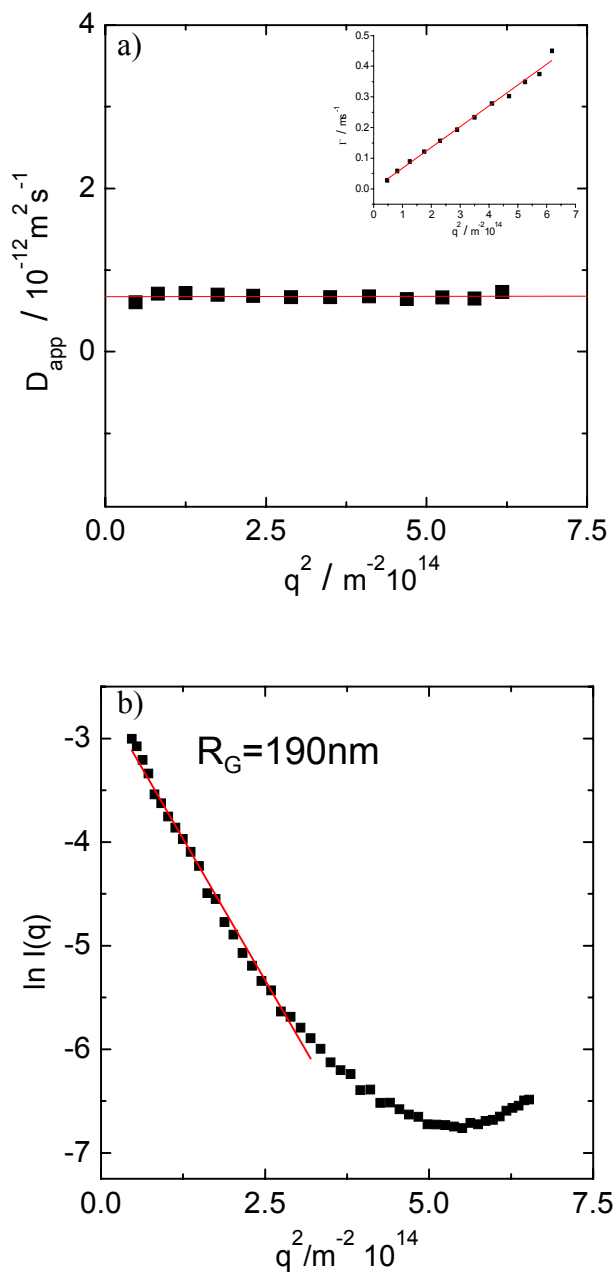 a)
4
2
0
D_app / 10^-12 m^2 s^-1
0.0 2.5 5.0 7.5
q^2 / m^-2 10^14
0.5
0.4
0.3
0.2
0.1
0.0
Γ / ms^-1
0 1 2 3 4 5 6 7
q^2 / m^-2 10^14
b)
R_G=190nm
-3
-4
-5
-6
-7
ln I(q)
0.0 2.5 5.0 7.5
q^2/m^-2 10^14